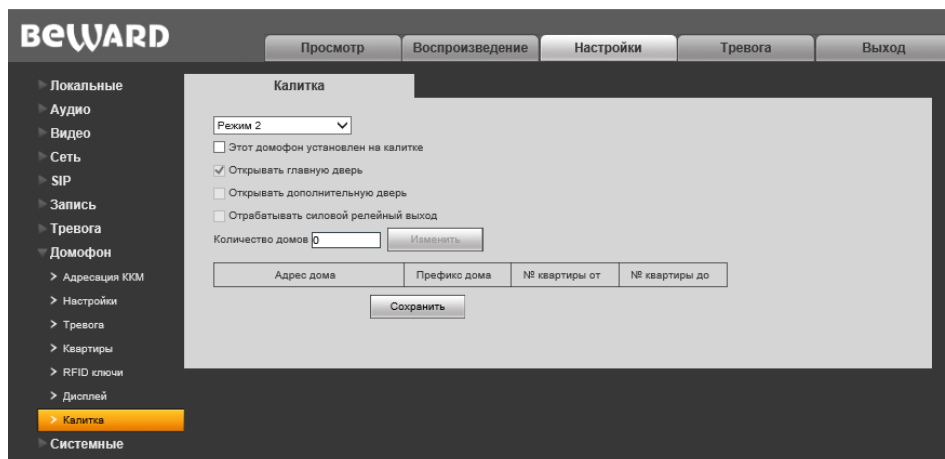 BEWARD
Просмотр Воспроизведение Настройки Тревога Выход
Локальные
Аудио
Видео
Сеть
SIP
Запись
Тревога
Домофон
Адресация ККМ
Настройки
Тревога
Квартиры
RFID ключи
Дисплей
Калитка
Системные
Калитка
Режим 2
Этот домофон установлен на калитке
Открывать главную дверь
Открывать дополнительную дверь
Отрабатывать силовой релейный выход
Количество домов 0 Изменить
Адрес дома Префикс дома № квартиры от № квартиры до
Сохранить